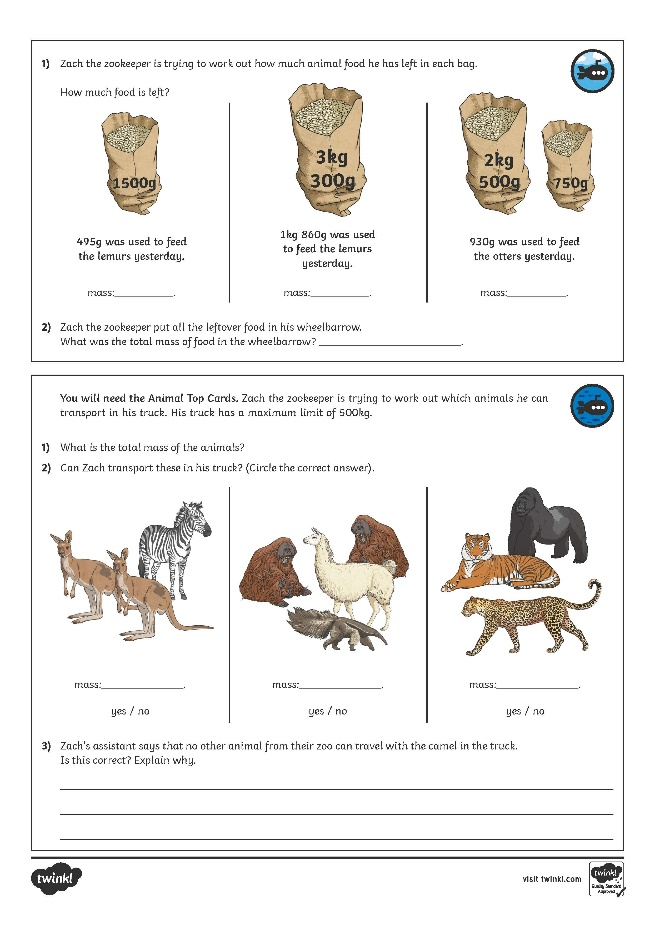 1) Zach the zookeeper is trying to work out how much animal food he has left in each bag.
How much food is left?
1500g
3kg
300g
2kg
500g
750g
495g was used to feed
the lemurs yesterday.
1kg 860g was used
to feed the lemurs
yesterday.
930g was used to feed
the otters yesterday.
mass:__________.
mass:__________.
mass:__________.
2) Zach the zookeeper put all the leftover food in his wheelbarrow.
What was the total mass of food in the wheelbarrow? ________________________.
You will need the Animal Top Cards. Zach the zookeeper is trying to work out which animals he can
transport in his truck. His truck has a maximum limit of 500kg.
1) What is the total mass of the animals?
2) Can Zach transport these in his truck? (Circle the correct answer).
mass:______________.
mass:______________.
mass:______________.
yes / no
yes / no
yes / no
3) Zach's assistant says that no other animal from their zoo can travel with the camel in the truck.
Is this correct? Explain why.
twinkl
visit twinkl.com
twinkl
Quality Standard
Approved